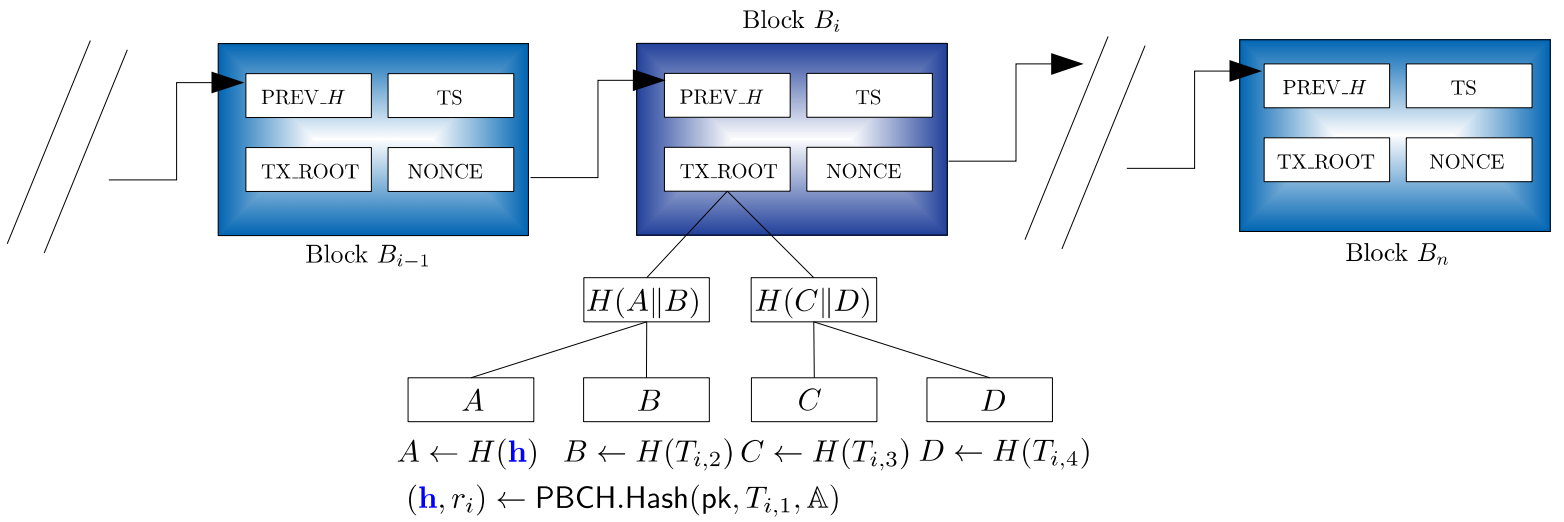 Block B_i
PREV_H TS PREV_H TS PREV_H TS
TX_ROOT NONCE TX_ROOT NONCE TX_ROOT NONCE
Block B_{i−1} Block B_n
H(A∥B) H(C∥D)
A B C D
A ← H(h) B ← H(T_{i,2}) C ← H(T_{i,3}) D ← H(T_{i,4})
(h, r_i) ← PBCH.Hash(pk, T_{i,1}, 𝔸)